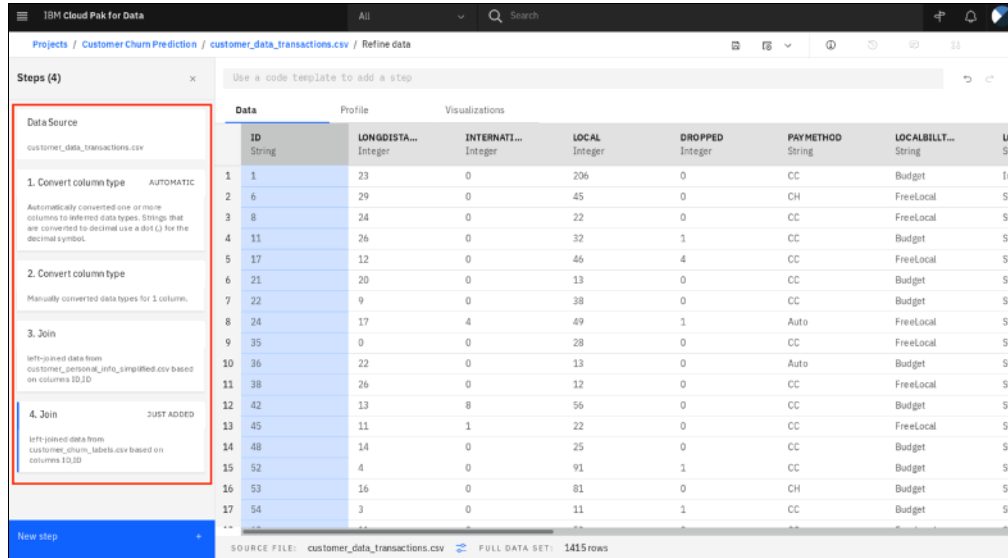 IBM Cloud Pak for Data
All
Search
Projects / Customer Churn Prediction / customer_data_transactions.csv / Refine data
Steps (4)
Use a code template to add a step
Data Source
customer_data_transactions.csv
1. Convert column type AUTOMATIC
Automatically converted one or more
columns to inferred data types. Strings that
are converted to decimal use a dot (.) for the
decimal symbol.
2. Convert column type
Manually converted data types for 1 column.
3. Join
left-joined data from
customer_personal_info_simplified.csv based
on columns ID,ID
4. Join JUST ADDED
left-joined data from
customer_churn_labels.csv based on
columns ID,ID
New step +
Data Profile Visualizations
ID LONGDISTA... INTERNATI... LOCAL DROPPED PAYMETHOD LOCALBILLT... L
String Integer Integer Integer Integer String String S
1 1 23 0 206 0 CC Budget I
2 6 29 0 45 0 CH FreeLocal S
3 8 24 0 22 0 CC FreeLocal S
4 11 26 0 32 1 CC Budget S
5 17 12 0 46 4 CC FreeLocal S
6 21 20 0 13 0 CC Budget S
7 22 9 0 38 0 CC Budget S
8 24 17 4 49 1 Auto FreeLocal S
9 35 0 0 28 0 CC FreeLocal S
10 36 22 0 13 0 Auto Budget S
11 38 26 0 12 0 CC FreeLocal S
12 42 13 8 56 0 CC Budget S
13 45 11 1 22 0 CC FreeLocal S
14 48 14 0 25 0 CC Budget S
15 52 4 0 91 1 CC Budget S
16 53 16 0 81 0 CH Budget S
17 54 3 0 11 1 CC Budget S
SOURCE FILE: customer_data_transactions.csv FULL DATA SET: 1415 rows